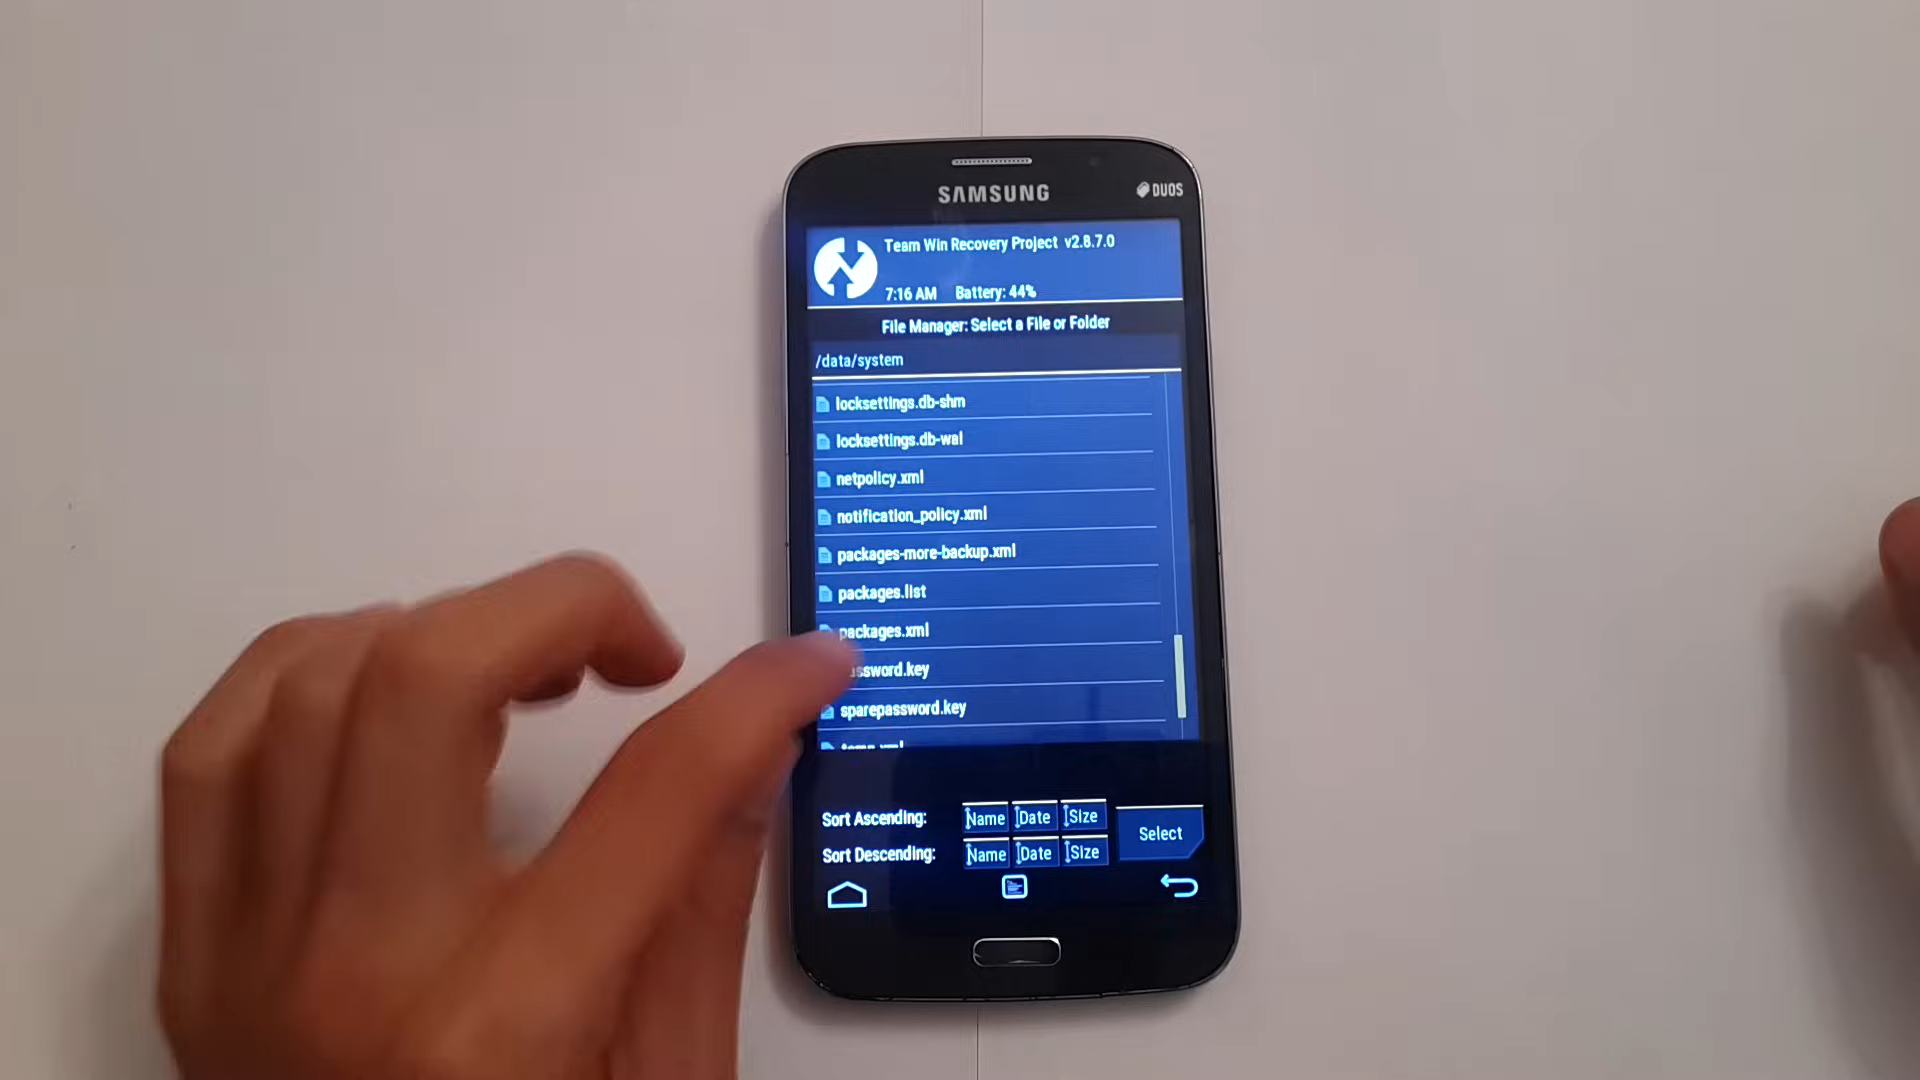 SAMSUNG
DUOS
Team Win Recovery Project v2.8.7.0
7:16 AM Battery: 44%
File Manager: Select a File or Folder
/data/system
locksettings.db-shm
locksettings.db-wal
netpolicy.xml
notification_policy.xml
packages-more-backup.xml
packages.list
packages.xml
ssword.key
sparepassword.key
Sort Ascending: Name Date Size
Select
Sort Descending: Name Date Size